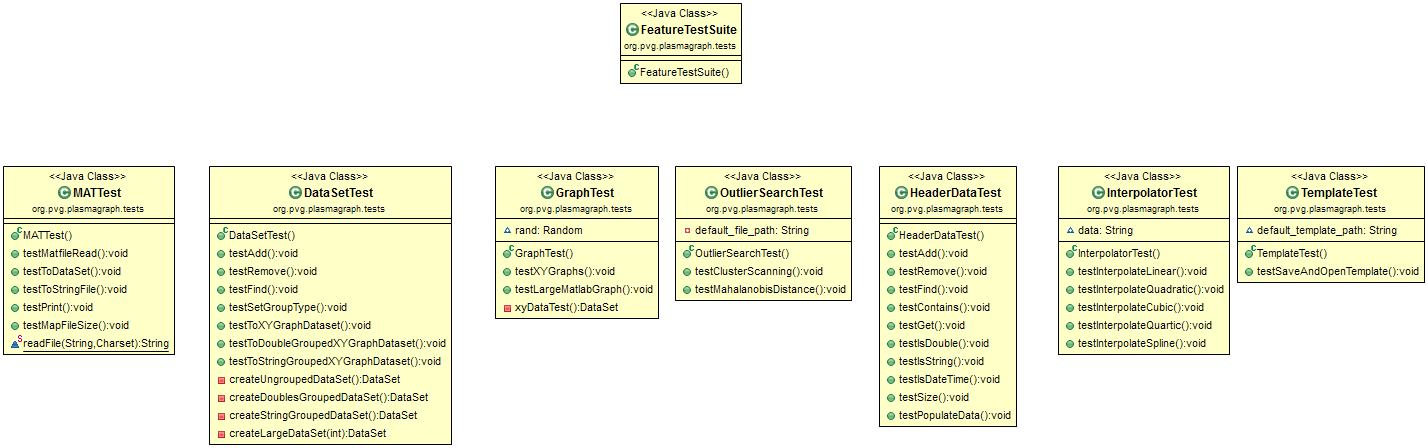 <<Java Class>>
FeatureTestSuite
org.pvg.plasmagraph.tests
FeatureTestSuite()
<<Java Class>>
MATTest
org.pvg.plasmagraph.tests
MATTest()
testMatfileRead():void
testToDataSet():void
testToStringFile():void
testPrint():void
testMapFileSize():void
readFile(String,Charset):String
<<Java Class>>
DataSetTest
org.pvg.plasmagraph.tests
DataSetTest()
testAdd():void
testRemove():void
testFind():void
testSetGroupType():void
testToXYGraphDataset():void
testToDoubleGroupedXYGraphDataset():void
testToStringGroupedXYGraphDataset():void
createUngroupedDataSet():DataSet
createDoublesGroupedDataSet():DataSet
createStringGroupedDataSet():DataSet
createLargeDataSet(int):DataSet
<<Java Class>>
GraphTest
org.pvg.plasmagraph.tests
rand: Random
GraphTest()
testXYGraphs():void
testLargeMatlabGraph():void
xyDataTest():DataSet
<<Java Class>>
OutlierSearchTest
org.pvg.plasmagraph.tests
default_file_path: String
OutlierSearchTest()
testClusterScanning():void
testMahalanobisDistance():void
<<Java Class>>
HeaderDataTest
org.pvg.plasmagraph.tests
HeaderDataTest()
testAdd():void
testRemove():void
testFind():void
testContains():void
testGet():void
testIsDouble():void
testIsString():void
testIsDateTime():void
testSize():void
testPopulateData():void
<<Java Class>>
InterpolatorTest
org.pvg.plasmagraph.tests
data: String
InterpolatorTest()
testInterpolateLinear():void
testInterpolateQuadratic():void
testInterpolateCubic():void
testInterpolateQuartic():void
testInterpolateSpline():void
<<Java Class>>
TemplateTest
org.pvg.plasmagraph.tests
default_template_path: String
TemplateTest()
testSaveAndOpenTemplate():void